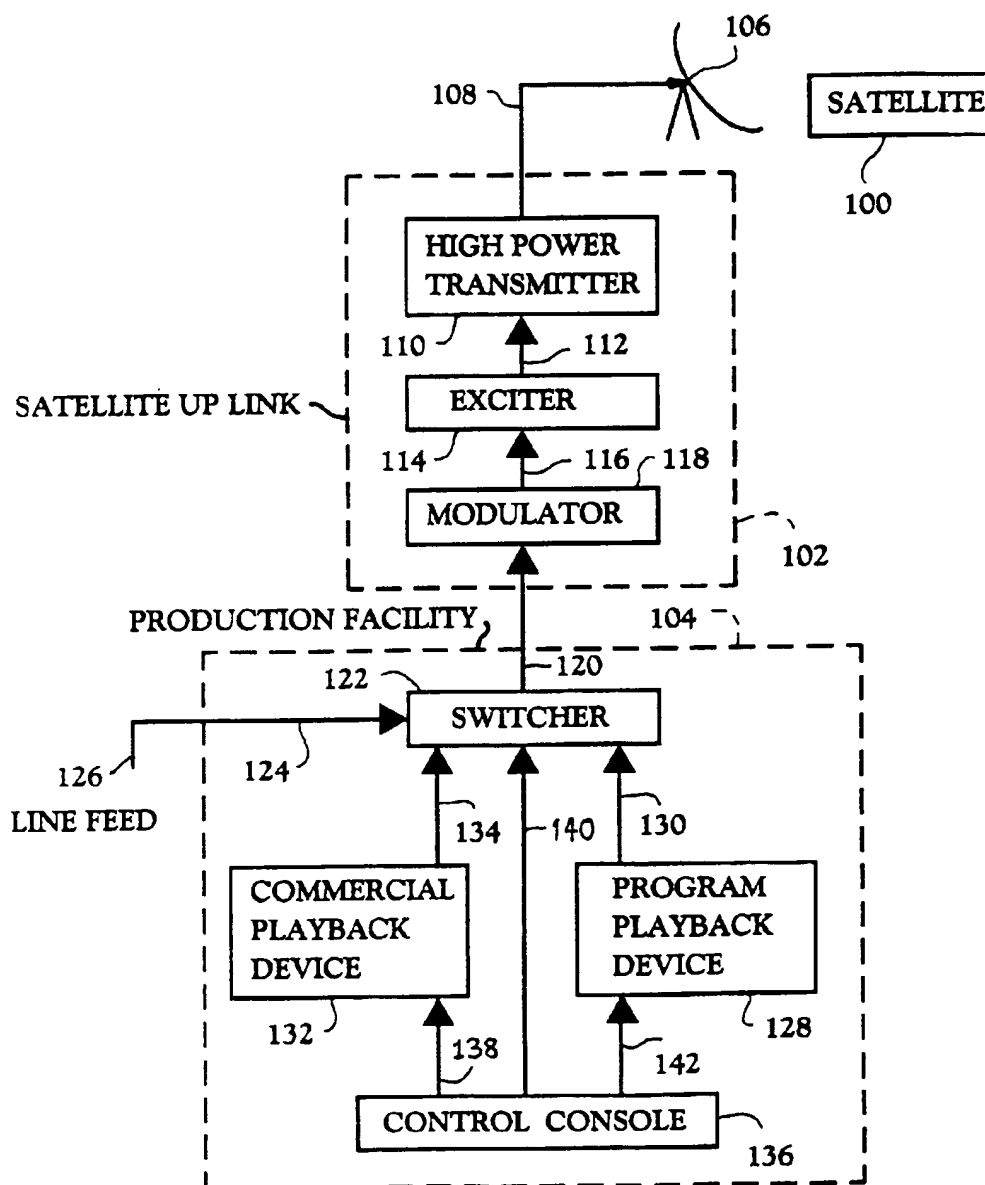 106
108
SATELLITE
100
HIGH POWER
TRANSMITTER
110
112
EXCITER
SATELLITE UP LINK
114
116
118
MODULATOR
102
PRODUCTION FACILITY
104
122
120
SWITCHER
126
124
LINE FEED
134
140
130
COMMERCIAL
PLAYBACK
DEVICE
PROGRAM
PLAYBACK
DEVICE
132
128
138
142
CONTROL CONSOLE
136